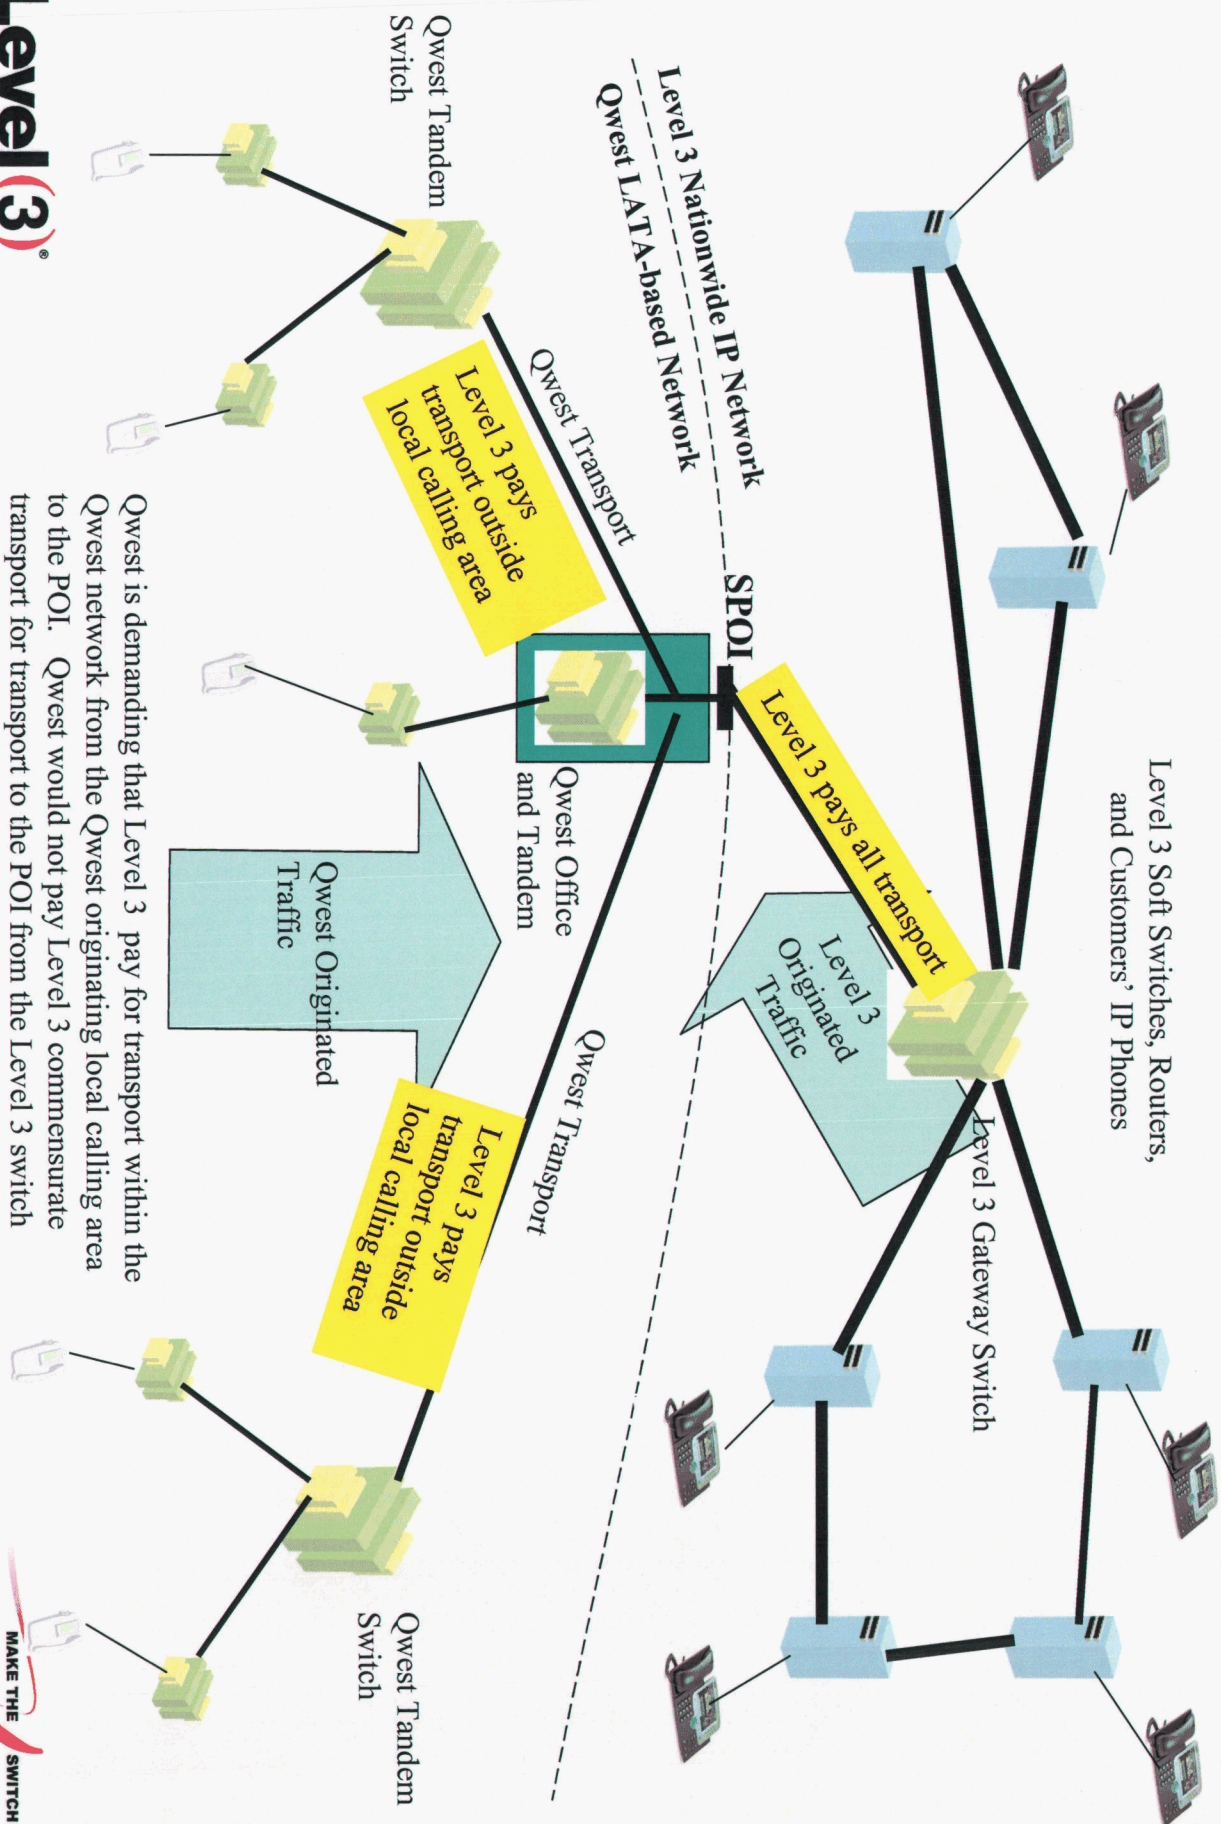 Level 3 Soft Switches, Routers,
and Customers' IP Phones
Level 3 Gateway Switch
Level 3 pays all transport
Level 3
Originated
Traffic
Level 3 Nationwide IP Network
Qwest LATA-based Network
SPOI
Qwest Transport
Qwest Transport
Qwest Tandem
Switch
Level 3 pays
transport outside
local calling area
Qwest Office
and Tandem
Qwest Originated
Traffic
Level 3 pays
transport outside
local calling area
Qwest Tandem
Switch
Qwest is demanding that Level 3 pay for transport within the
Qwest network from the Qwest originating local calling area
to the POI. Qwest would not pay Level 3 commensurate
transport for transport to the POI from the Level 3 switch
Level (3)®
MAKE THE SWITCH